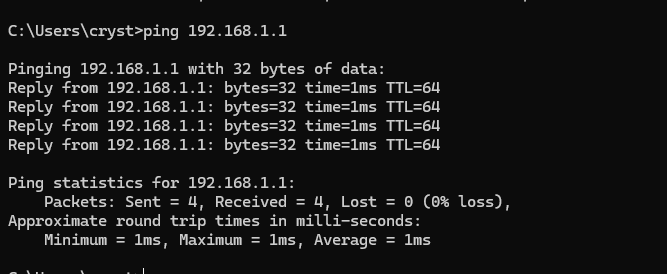 C:\Users\cryst>ping 192.168.1.1
Pinging 192.168.1.1 with 32 bytes of data:
Reply from 192.168.1.1: bytes=32 time=1ms TTL=64
Reply from 192.168.1.1: bytes=32 time=1ms TTL=64
Reply from 192.168.1.1: bytes=32 time=1ms TTL=64
Reply from 192.168.1.1: bytes=32 time=1ms TTL=64
Ping statistics for 192.168.1.1:
Packets: Sent = 4, Received = 4, Lost = 0 (0% loss),
Approximate round trip times in milli-seconds:
Minimum = 1ms, Maximum = 1ms, Average = 1ms
C:\Users\cryst>